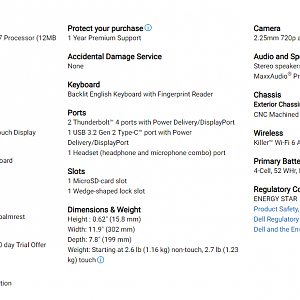 7 Processor (12MB
ouch Display
oard
palmrest
0 day Trial Offer
tion
Protect your purchase
1 Year Premium Support
Accidental Damage Service
None
Keyboard
Backlit English Keyboard with Fingerprint Reader
Ports
2 Thunderbolt™ 4 ports with Power Delivery/DisplayPort
1 USB 3.2 Gen 2 Type-C™ port with Power
Delivery/DisplayPort
1 Headset (headphone and microphone combo) port
Slots
1 MicroSD-card slot
1 Wedge-shaped lock slot
Dimensions & Weight
Height : 0.62" (15.8 mm)
Width: 11.9" (302 mm)
Depth: 7.8" (199 mm)
Weight: Starting at 2.6 lb (1.16 kg) non-touch, 2.7 lb (1.23
kg) touch
Camera
2.25mm 720p a
Audio and Spe
Stereo speakers
MaxxAudio® Pr
Chassis
Exterior Chassi
CNC Machined
Wireless
Killer™ Wi-Fi 6 A
Primary Batte
4-Cell, 52 WHr, I
Regulatory Co
ENERGY STAR
Product Safety,
Dell Regulatory
Dell and the Env